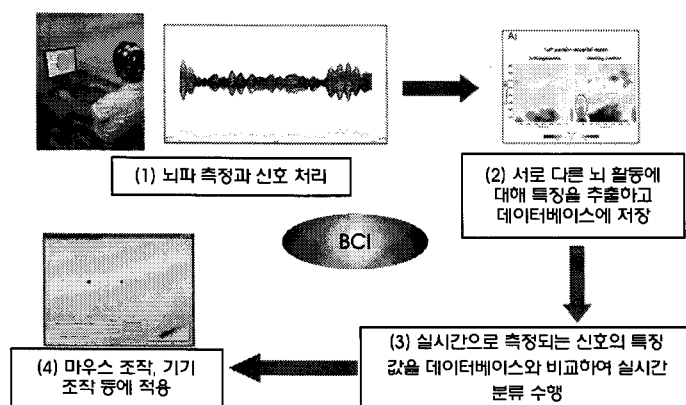 (1) 뇌파 측정과 신호 처리
(2) 서로 다른 뇌 활동에
대해 특징을 추출하고
데이터베이스에 저장
BCI
(3) 실시간으로 측정되는 신호의 특징
값을 데이터베이스와 비교하여 실시간
분류 수행
(4) 마우스 조작, 기기
조작 등에 적용